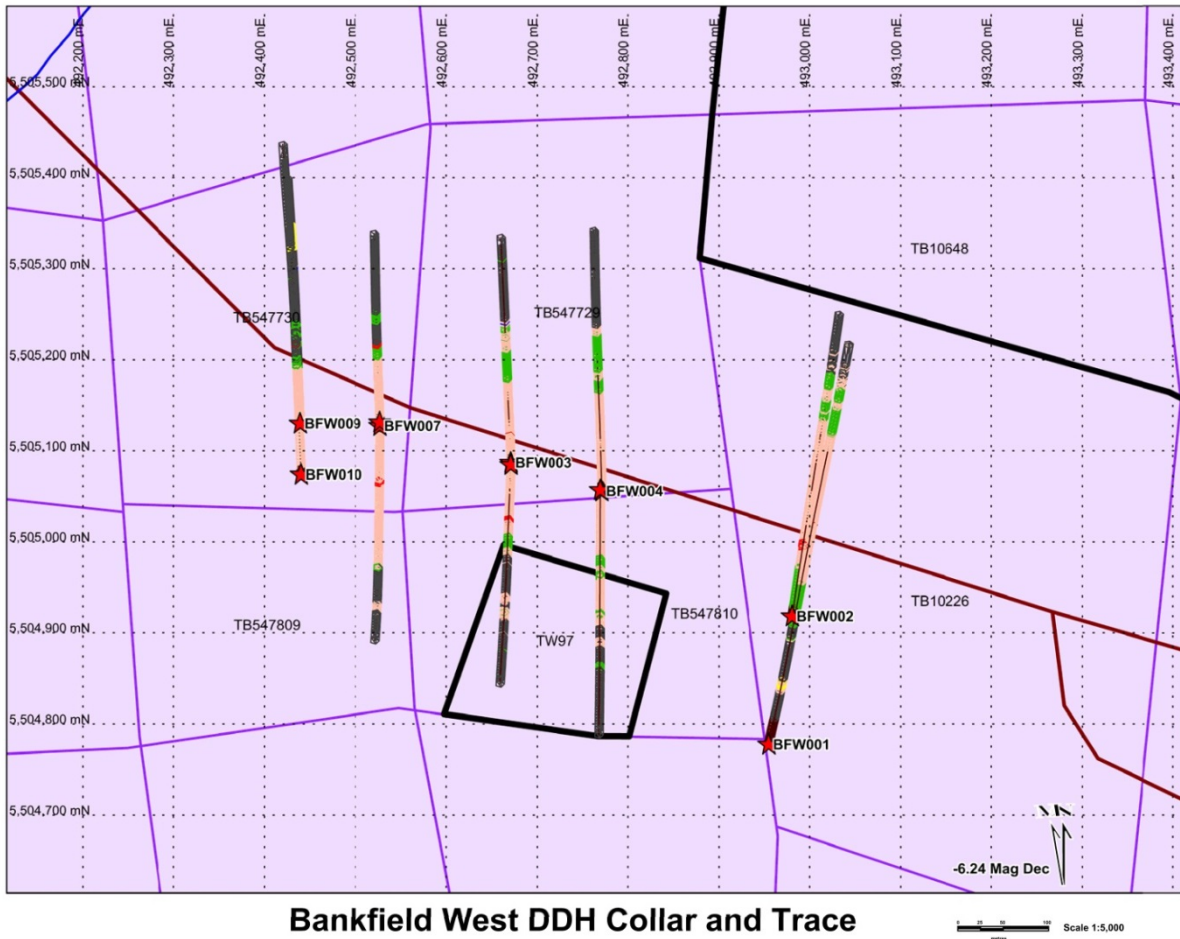 492,200 mE.
492,300 mE.
492,400 mE.
492,500 mE.
492,600 mE.
492,700 mE.
492,800 mE.
492,900 mE.
493,000 mE.
493,100 mE.
493,200 mE.
493,300 mE.
493,400 mE.
5,505,500 mN
5,505,400 mN
5,505,300 mN
TB10648
TB547730
TB547729
5,505,200 mN
5,505,100 mN
BFW009
BFW007
BFW010
BFW003
BFW004
5,505,000 mN
TB547809
TW97
TB547810
TB10226
BFW002
5,504,900 mN
5,504,800 mN
BFW001
5,504,700 mN
-6.24 Mag Dec
Bankfield West DDH Collar and Trace
Scale 1:5,000